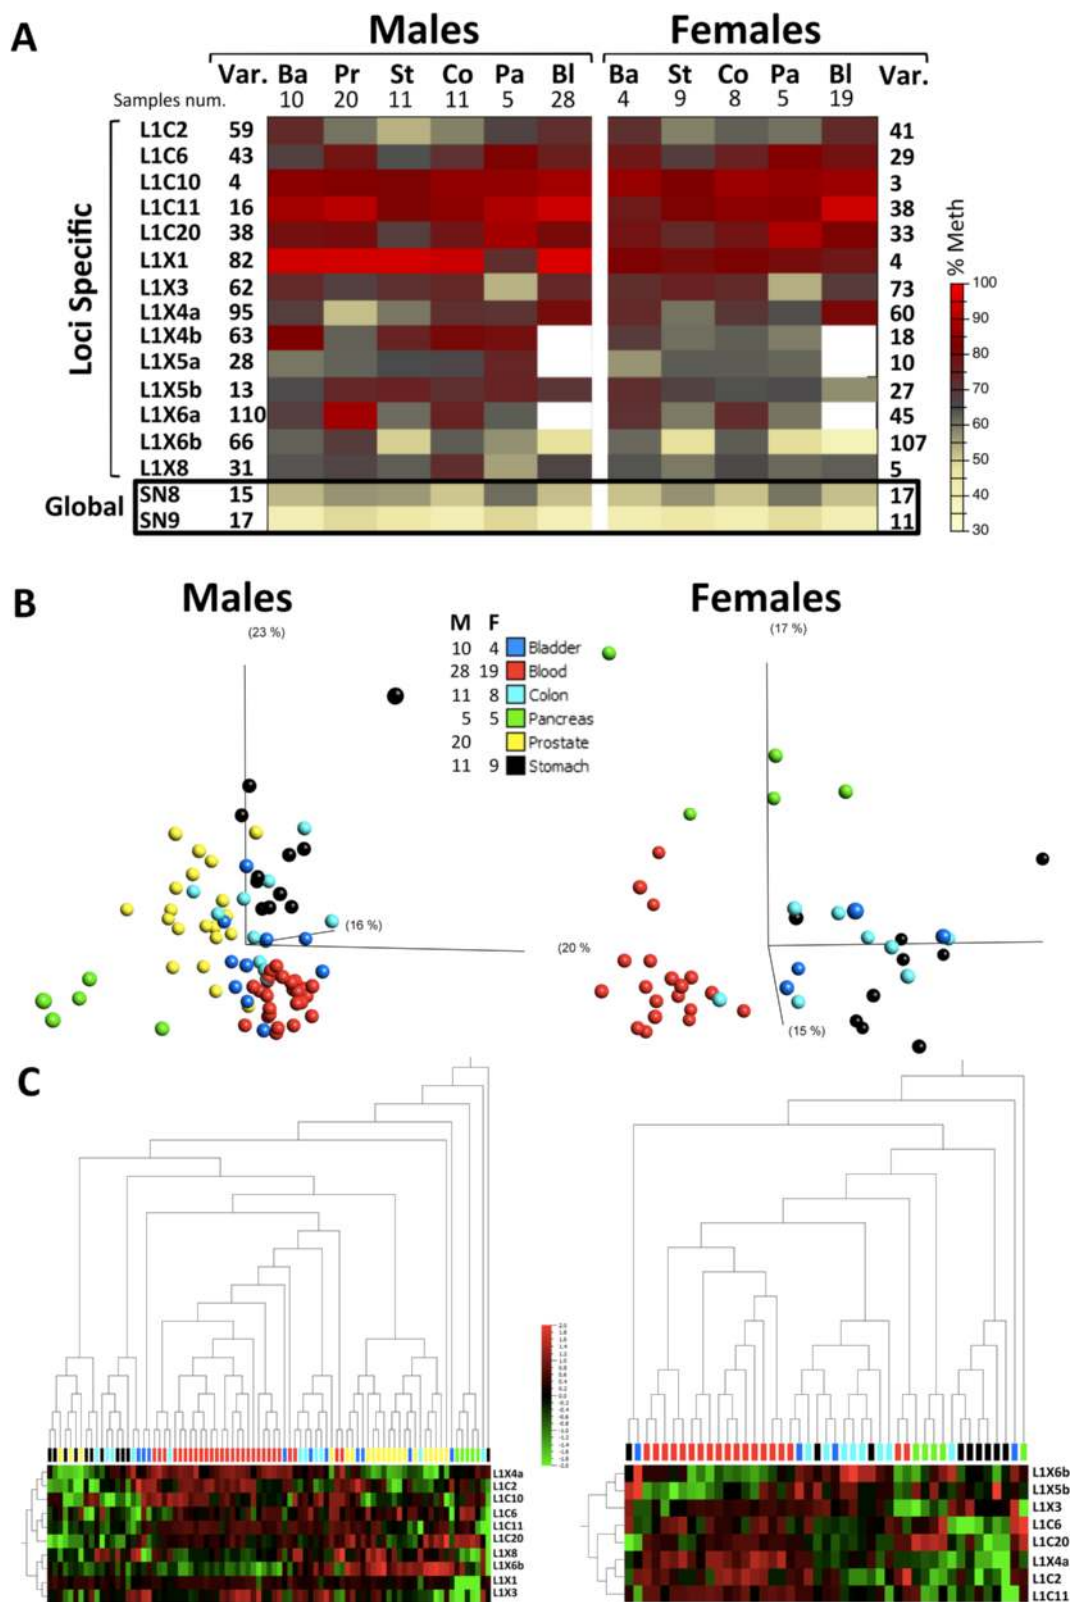 A
Males Females
Var. Ba Pr St Co Pa Bl Ba St Co Pa Bl Var.
Samples num. 10 20 11 11 5 28 4 9 8 5 19
Loci Specific
L1C2 59 41
L1C6 43 29
L1C10 4 3
L1C11 16 38
L1C20 38 33
L1X1 82 4
L1X3 62 73
L1X4a 95 60
L1X4b 63 18
L1X5a 28 10
L1X5b 13 27
L1X6a 110 45
L1X6b 66 107
L1X8 31 5
Global
SN8 15 17
SN9 17 11
% Meth
100
90
80
70
60
50
40
30
B
Males Females
(23 %)
(16 %)
M F
10 4 Bladder
28 19 Blood
11 8 Colon
5 5 Pancreas
20 Prostate
11 9 Stomach
(17 %)
(20 %
(15 %)
C
L1X4a
L1C2
L1C10
L1C6
L1C11
L1C20
L1X8
L1X6b
L1X1
L1X3
L1X6b
L1X5b
L1X3
L1C6
L1C20
L1X4a
L1C2
L1C11